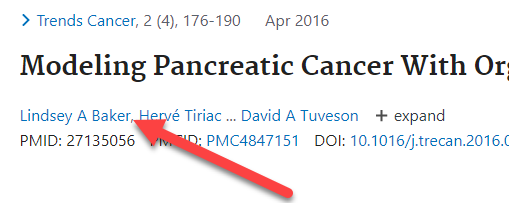 Trends Cancer, 2 (4), 176-190 Apr 2016
Modeling Pancreatic Cancer With
Lindsey A Baker, Hervé Tiriac ... David A Tuveson + expand
PMID: 27135056 PMCID: PMC4847151 DOI: 10.1016/j.trecan.2016.0